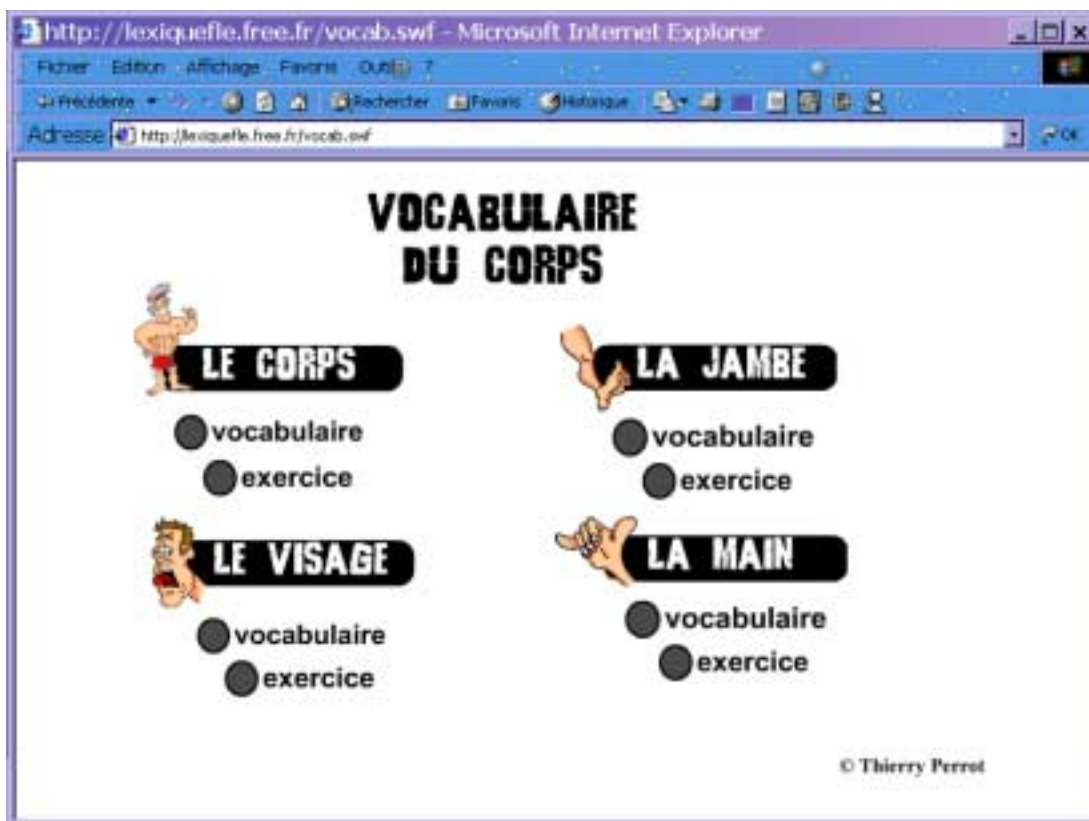 http://lexiquefle.free.fr/vocab.swf - Microsoft Internet Explorer
Fichier Edition Affichage Favoris Outils ?
Précédente Rechercher Favoris Historique
Adresse http://lexiquefle.free.fr/vocab.swf OK
VOCABULAIRE
DU CORPS
LE CORPS
vocabulaire
exercice
LA JAMBE
vocabulaire
exercice
LE VISAGE
vocabulaire
exercice
LA MAIN
vocabulaire
exercice
© Thierry Perrot